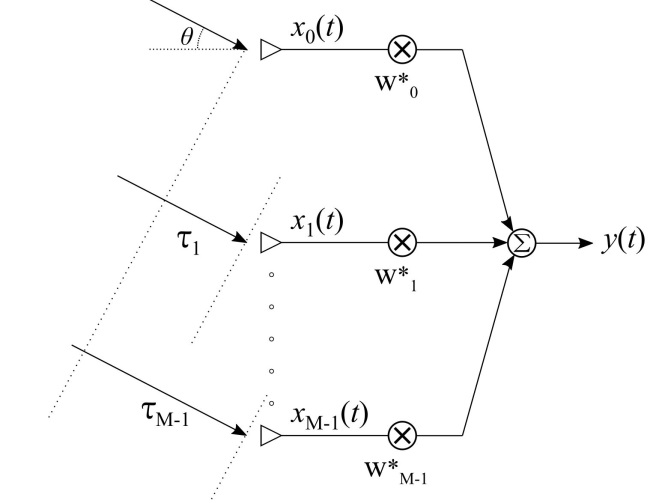 θ
x₀(t)
w*₀
τ₁
x₁(t)
w*₁
Σ
y(t)
τM-1
xM-1(t)
w*M-1